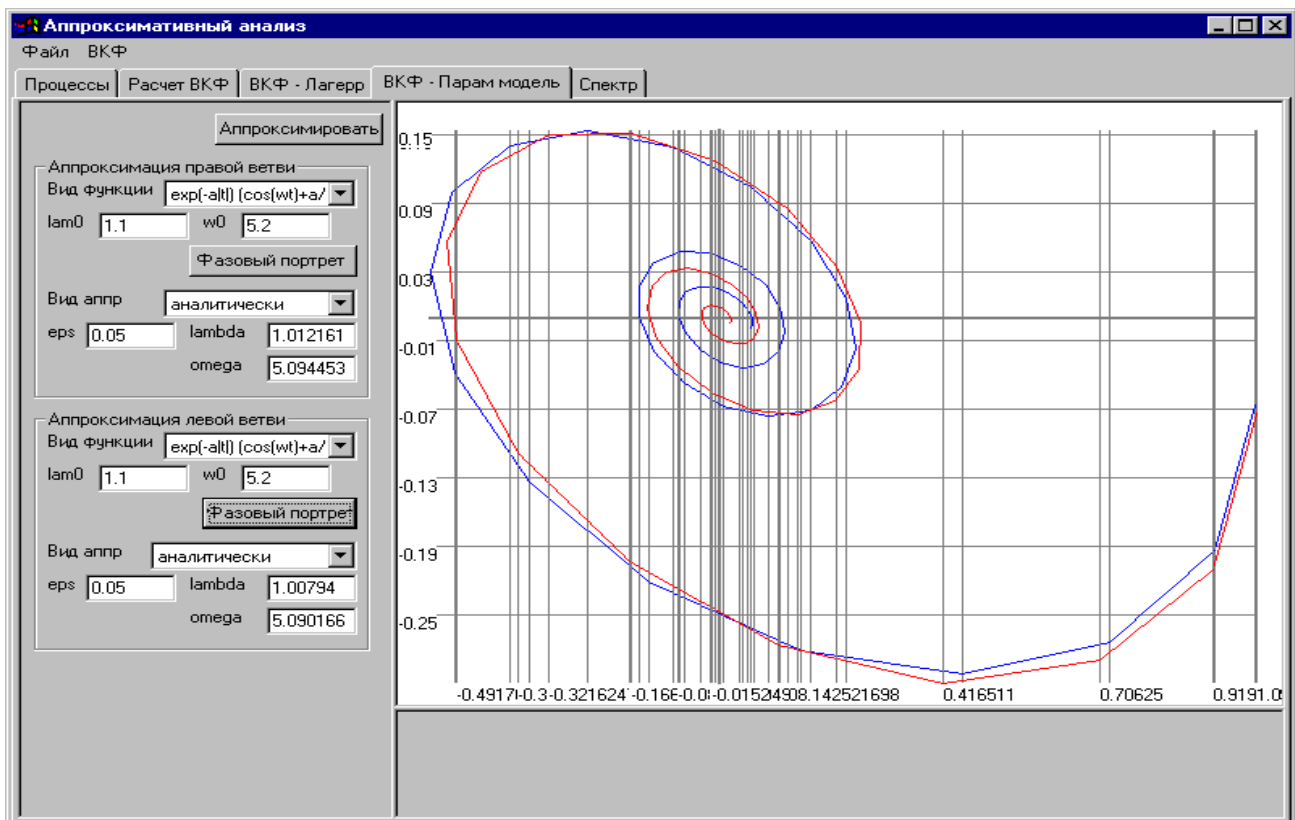 Аппроксимативный анализ
Файл ВКФ
Процессы Расчет ВКФ ВКФ - Лагерр ВКФ - Парам модель Спектр
Аппроксимировать
Аппроксимация правой ветви
Вид функции exp(-a|t|) (cos(wt)+a/
lam0 1.1 w0 5.2
Фазовый портрет
Вид аппр аналитически
eps 0.05 lambda 1.012161
omega 5.094453
Аппроксимация левой ветви
Вид функции exp(-a|t|) (cos(wt)+a/
lam0 1.1 w0 5.2
Фазовый портрет
Вид аппр аналитически
eps 0.05 lambda 1.00794
omega 5.090166
0.15
0.09
0.03
-0.01
-0.07
-0.13
-0.19
-0.25
0.416511 0.70625